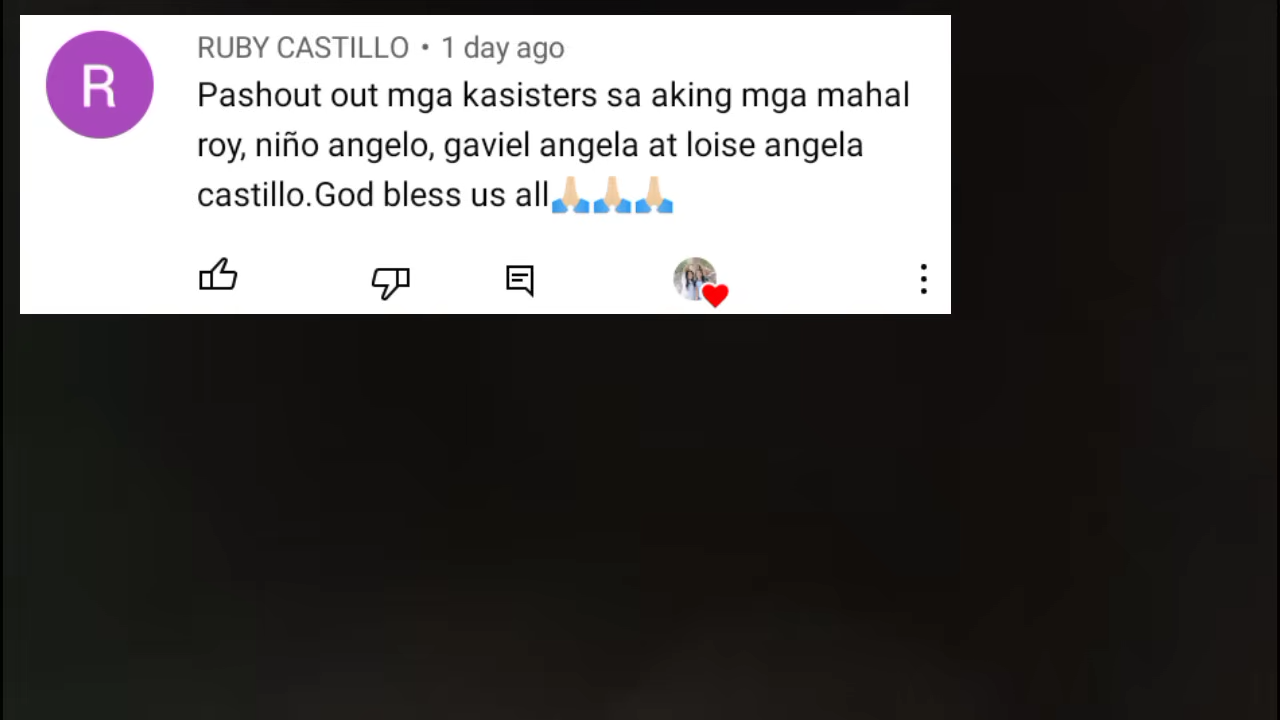 R
RUBY CASTILLO • 1 day ago
Pashout out mga kasisters sa aking mga mahal
roy, niño angelo, gaviel angela at loise angela
castillo.God bless us all🙏🏻🙏🏻🙏🏻